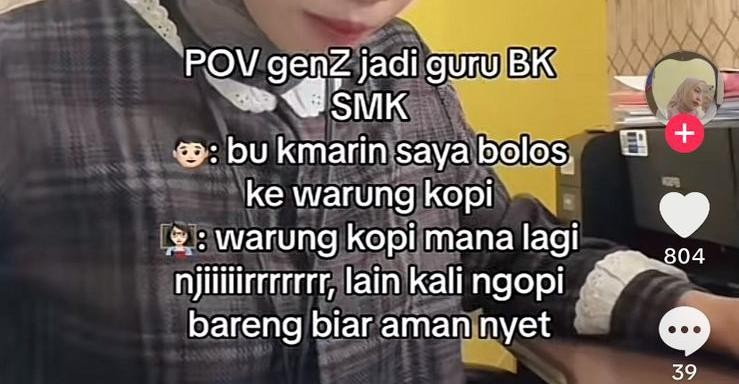 POV genZ jadi guru BK
SMK
👦🏻: bu kmarin saya bolos
ke warung kopi
👩🏻‍🏫: warung kopi mana lagi
njiiiiirrrrrrr, lain kali ngopi
bareng biar aman nyet
804
39